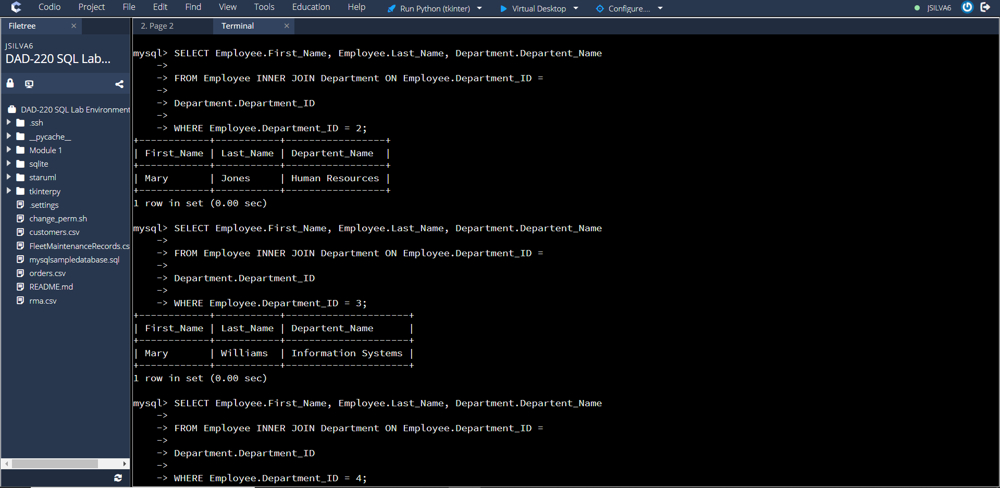 Codio Project File Edit Find View Tools Education Help Run Python (tkinter) Virtual Desktop Configure.... JSILVA6
Filetree ×
2. Page 2 Terminal ×
JSILVA6
DAD-220 SQL Lab...
DAD-220 SQL Lab Environment
.ssh
__pycache__
Module 1
sqlite
staruml
tkinterpy
.settings
change_perm.sh
customers.csv
FleetMaintenanceRecords.cs
mysqlsampledatabase.sql
orders.csv
README.md
rma.csv
mysql> SELECT Employee.First_Name, Employee.Last_Name, Department.Departent_Name
    ->
    -> FROM Employee INNER JOIN Department ON Employee.Department_ID =
    ->
    -> Department.Department_ID
    ->
    -> WHERE Employee.Department_ID = 2;
+------------+-----------+-----------------+
| First_Name | Last_Name | Departent_Name  |
+------------+-----------+-----------------+
| Mary       | Jones     | Human Resources |
+------------+-----------+-----------------+
1 row in set (0.00 sec)
mysql> SELECT Employee.First_Name, Employee.Last_Name, Department.Departent_Name
    ->
    -> FROM Employee INNER JOIN Department ON Employee.Department_ID =
    ->
    -> Department.Department_ID
    ->
    -> WHERE Employee.Department_ID = 3;
+------------+-----------+---------------------+
| First_Name | Last_Name | Departent_Name      |
+------------+-----------+---------------------+
| Mary       | Williams  | Information Systems |
+------------+-----------+---------------------+
1 row in set (0.00 sec)
mysql> SELECT Employee.First_Name, Employee.Last_Name, Department.Departent_Name
    ->
    -> FROM Employee INNER JOIN Department ON Employee.Department_ID =
    ->
    -> Department.Department_ID
    ->
    -> WHERE Employee.Department_ID = 4;